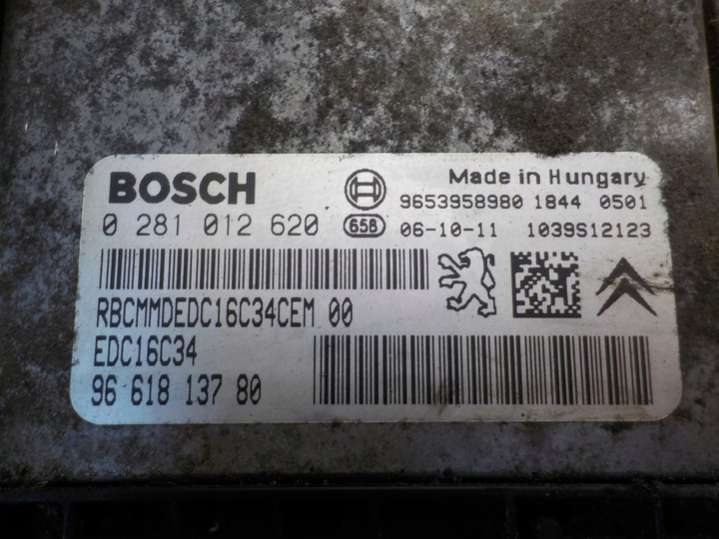 BOSCH
Made in Hungary
9653958980 1844 0501
0 281 012 620 658 06-10-11 1039S12123
RBCMMDEDC16C34CEM 00
EDC16C34
96 618 137 80